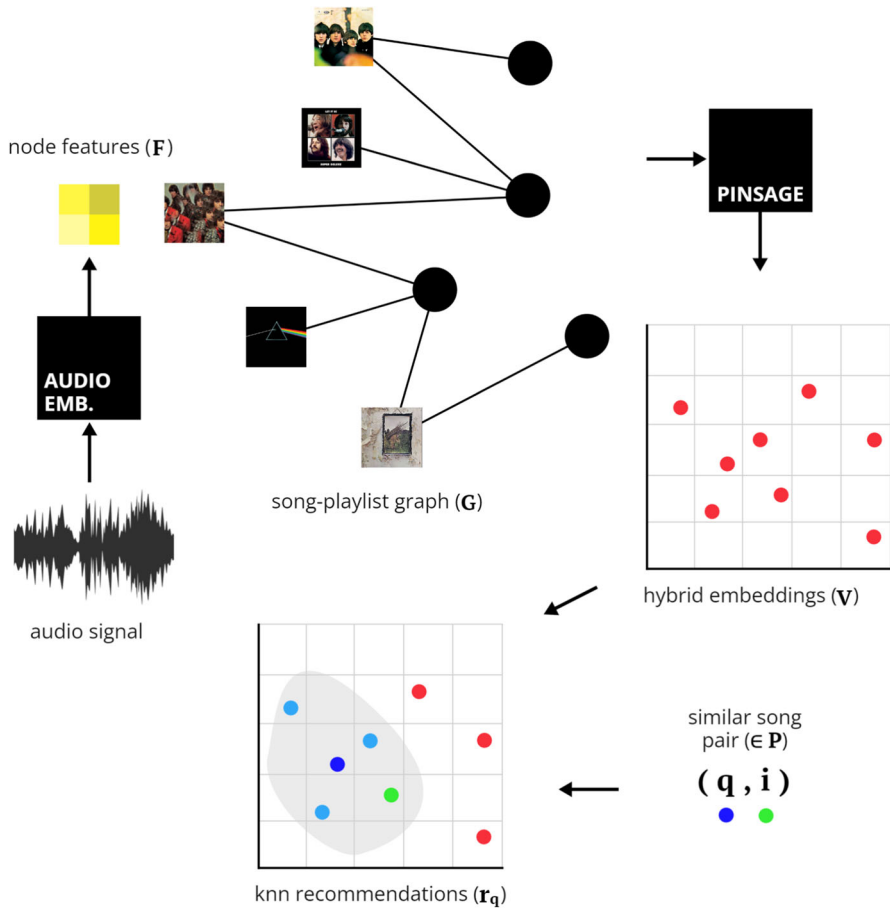 node features (F)
PINSAGE
AUDIO
EMB.
song-playlist graph (G)
audio signal
hybrid embeddings (V)
similar song
pair (∈ P)
( q , i )
knn recommendations (r_q)